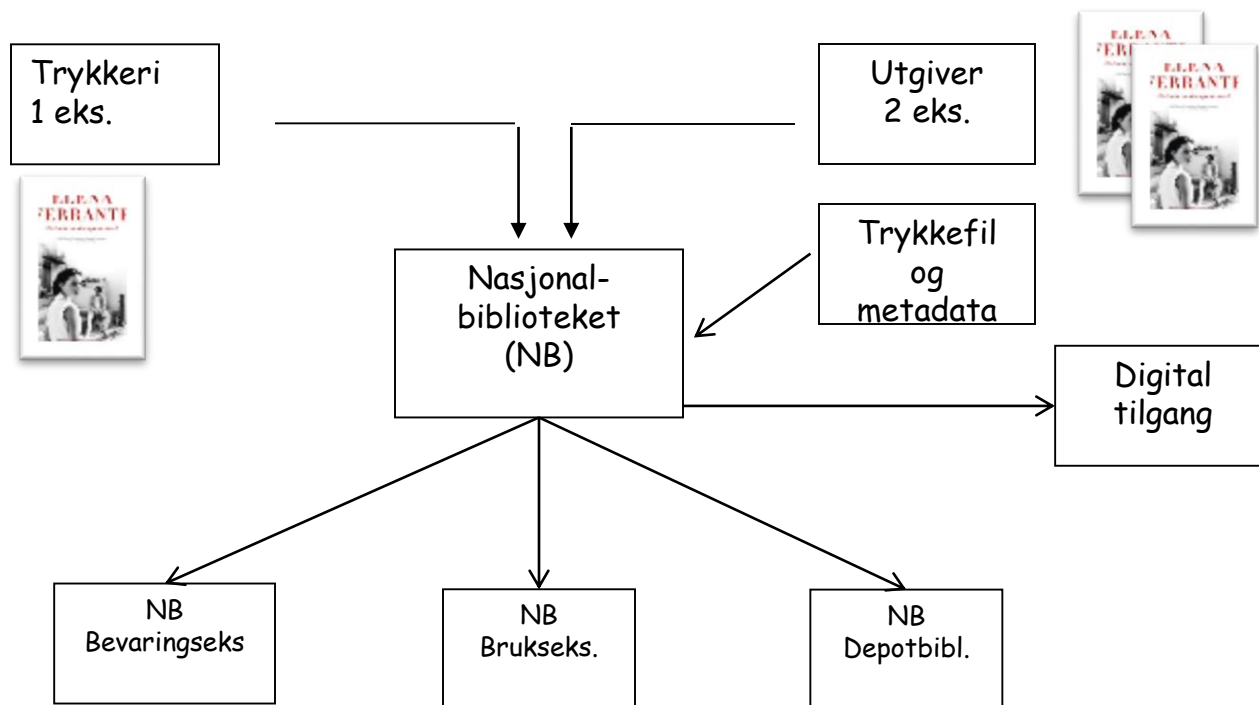 Trykkeri
1 eks.
Utgiver
2 eks.
ELENA
FERRANTE
ELENA
FERRANTE
ELENA
FERRANTE
Trykkefil
og
metadata
Nasjonal-
biblioteket
(NB)
Digital
tilgang
NB
Bevaringseks
NB
Brukseks.
NB
Depotbibl.